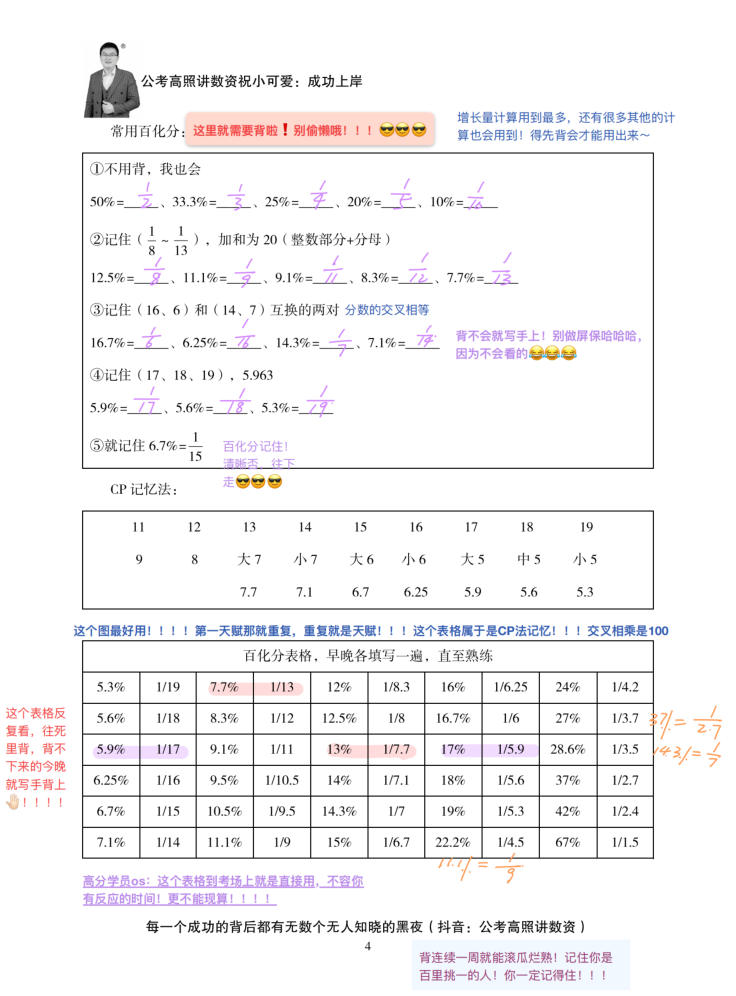 公考高照讲数资祝小可爱：成功上岸
常用百化分：
这里就需要背啦❗别偷懒哦！！！😎😎😎
增长量计算用到最多，还有很多其他的计
算也会用到！得先背会才能用出来～
①不用背，我也会
50%=1/2、33.3%=1/3、25%=1/4、20%=1/5、10%=1/10
②记住（1/8 ~ 1/13），加和为 20（整数部分+分母）
12.5%=1/8、11.1%=1/9、9.1%=1/11、8.3%=1/12、7.7%=1/13
③记住（16、6）和（14、7）互换的两对 分数的交叉相等
16.7%=1/6、6.25%=1/16、14.3%=1/7、7.1%=1/14
背不会就写手上！别做屏保哈哈哈，
因为不会看的😂😂😂
④记住（17、18、19），5.963
5.9%=1/17、5.6%=1/18、5.3%=1/19
⑤就记住 6.7%=1/15
百化分记住！
清晰否，往下
走😎😎😎
CP 记忆法：
11 12 13 14 15 16 17 18 19
9 8 大 7 小 7 大 6 小 6 大 5 中 5 小 5
7.7 7.1 6.7 6.25 5.9 5.6 5.3
这个图最好用！！！！第一天赋那就重复，重复就是天赋！！！这个表格属于是CP法记忆！！！交叉相乘是100
百化分表格，早晚各填写一遍，直至熟练
5.3% 1/19 7.7% 1/13 12% 1/8.3 16% 1/6.25 24% 1/4.2
5.6% 1/18 8.3% 1/12 12.5% 1/8 16.7% 1/6 27% 1/3.7
5.9% 1/17 9.1% 1/11 13% 1/7.7 17% 1/5.9 28.6% 1/3.5
6.25% 1/16 9.5% 1/10.5 14% 1/7.1 18% 1/5.6 37% 1/2.7
6.7% 1/15 10.5% 1/9.5 14.3% 1/7 19% 1/5.3 42% 1/2.4
7.1% 1/14 11.1% 1/9 15% 1/6.7 22.2% 1/4.5 67% 1/1.5
这个表格反
复看，往死
里背，背不
下来的今晚
就写手背上
🤚🏻！！！！
37%=1/2.7
14.3%=1/7
11.1%=1/9
高分学员os：这个表格到考场上就是直接用，不容你
有反应的时间！更不能现算！！！！
每一个成功的背后都有无数个无人知晓的黑夜（抖音：公考高照讲数资）
4
背连续一周就能滚瓜烂熟！记住你是
百里挑一的人！你一定记得住！！！